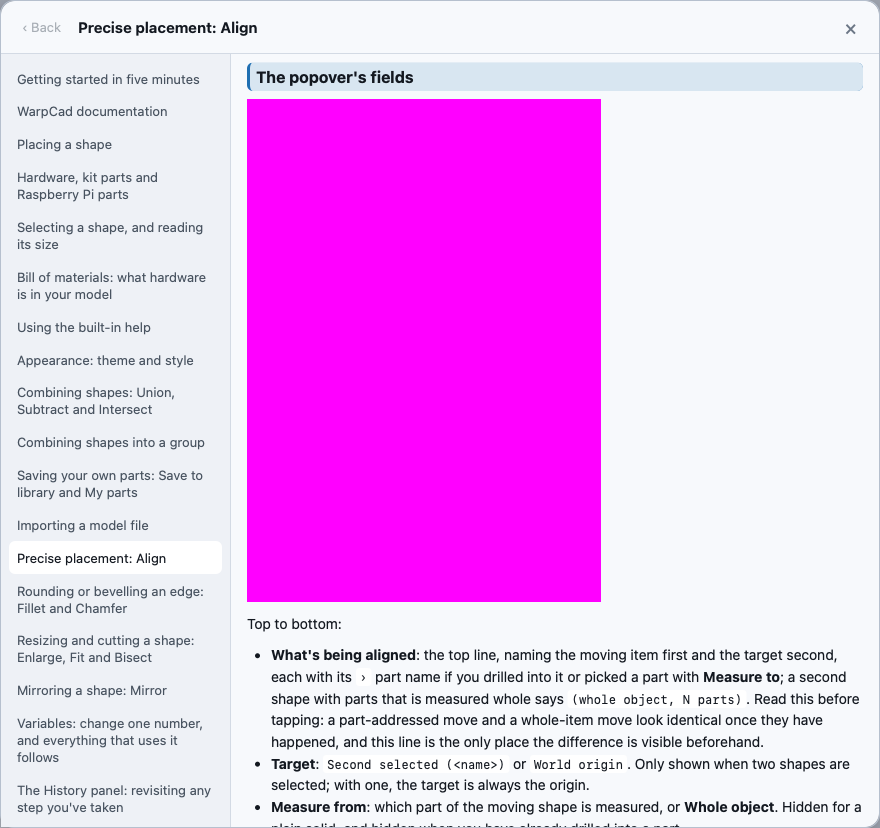 ‹ Back
Precise placement: Align
×
Getting started in five minutes
WarpCad documentation
Placing a shape
Hardware, kit parts and
Raspberry Pi parts
Selecting a shape, and reading
its size
Bill of materials: what hardware
is in your model
Using the built-in help
Appearance: theme and style
Combining shapes: Union,
Subtract and Intersect
Combining shapes into a group
Saving your own parts: Save to
library and My parts
Importing a model file
Precise placement: Align
Rounding or bevelling an edge:
Fillet and Chamfer
Resizing and cutting a shape:
Enlarge, Fit and Bisect
Mirroring a shape: Mirror
Variables: change one number,
and everything that uses it
follows
The History panel: revisiting any
step you've taken
The popover's fields
Top to bottom:
• What's being aligned: the top line, naming the moving item first and the target second,
each with its › part name if you drilled into it or picked a part with Measure to; a second
shape with parts that is measured whole says (whole object, N parts). Read this before
tapping: a part-addressed move and a whole-item move look identical once they have
happened, and this line is the only place the difference is visible beforehand.
• Target: Second selected (<name>) or World origin. Only shown when two shapes are
selected; with one, the target is always the origin.
• Measure from: which part of the moving shape is measured, or Whole object. Hidden for a
plain solid, and hidden when you have already drilled into a part.